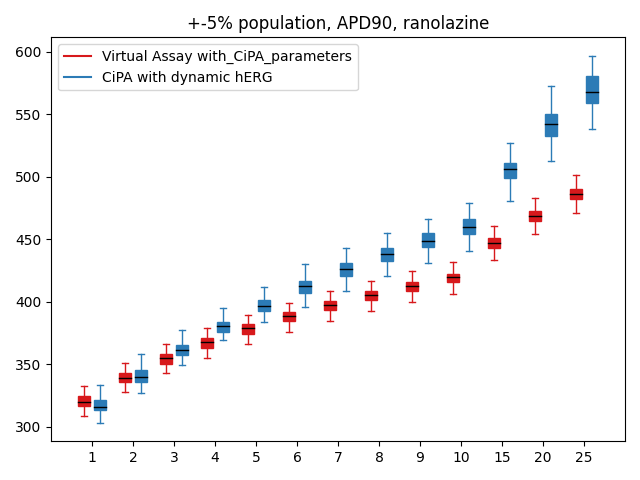 +-5% population, APD90, ranolazine
Virtual Assay with_CiPA_parameters
CiPA with dynamic hERG
600
550
500
450
400
350
300
1 2 3 4 5 6 7 8 9 10 15 20 25